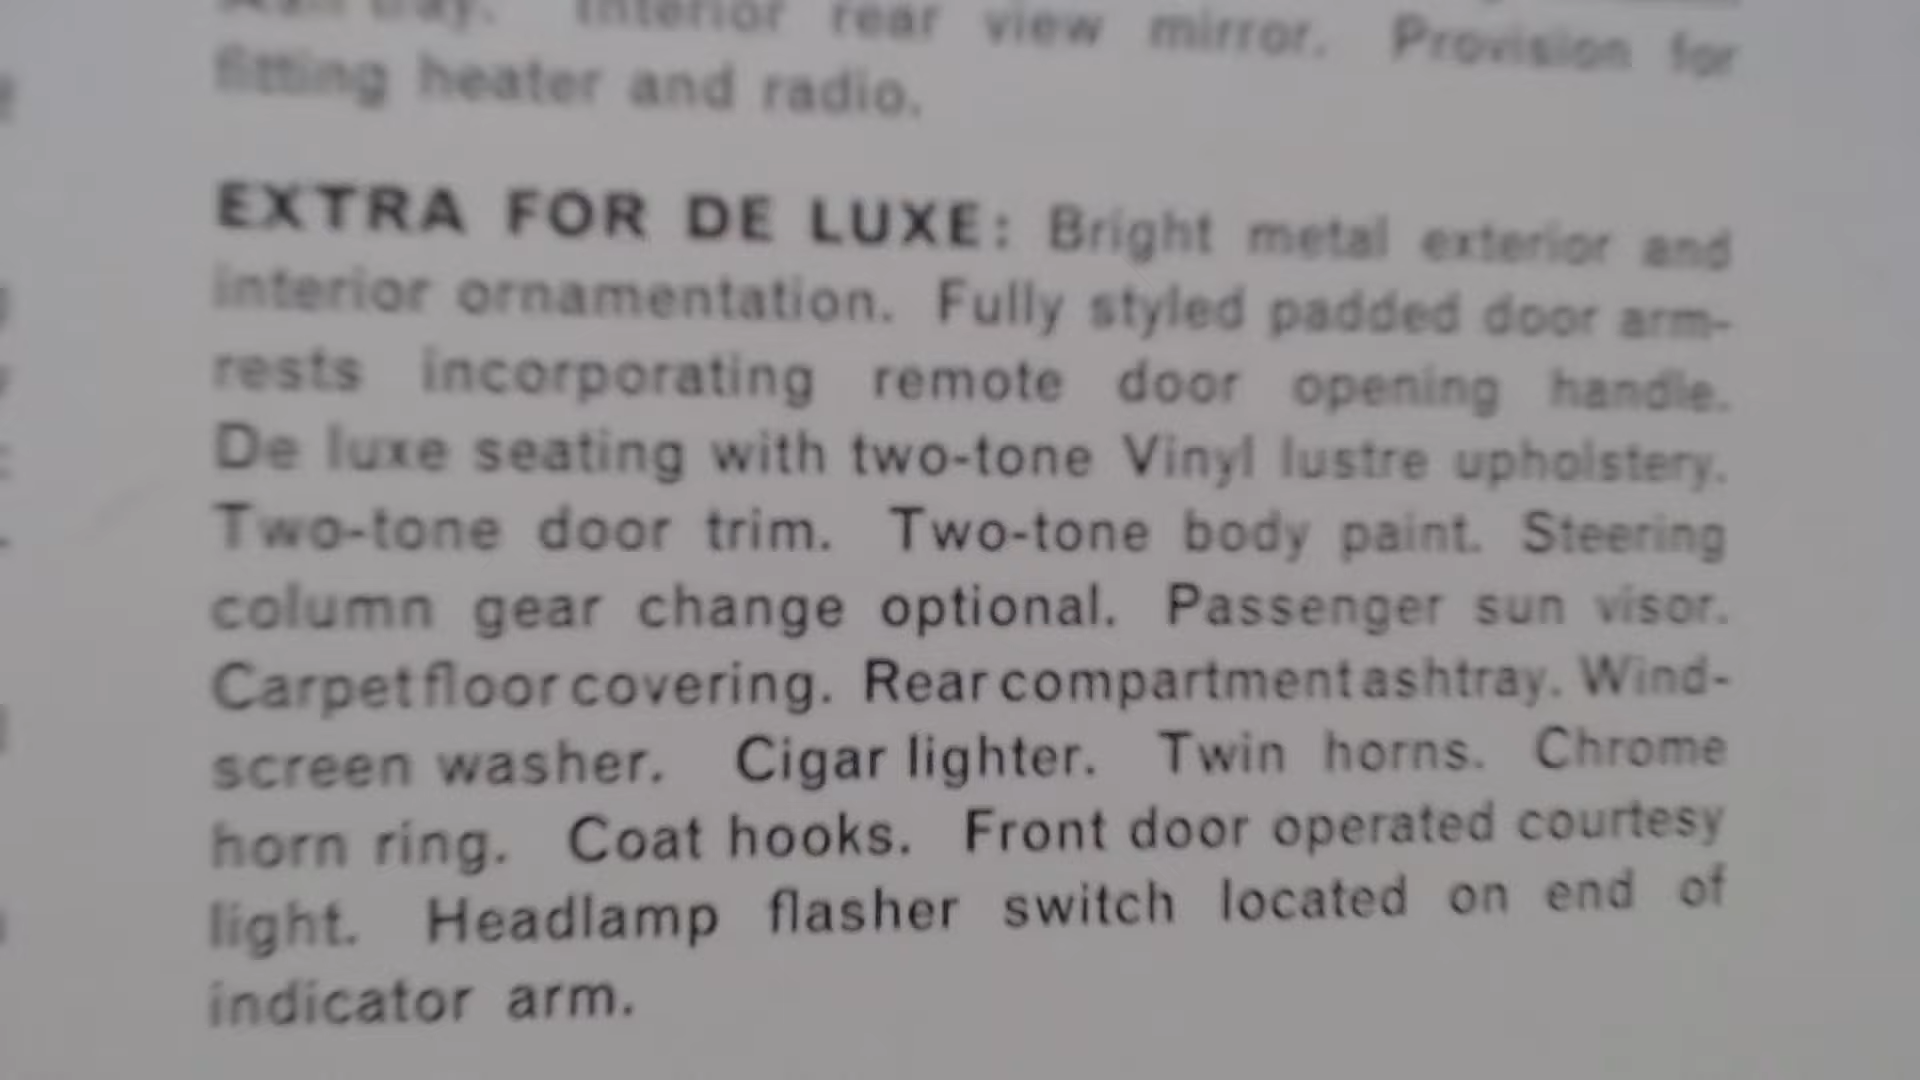 tray. Interior rear view mirror. Provision for
fitting heater and radio.
EXTRA FOR DE LUXE: Bright metal exterior and
interior ornamentation. Fully styled padded door arm-
rests incorporating remote door opening handle.
De luxe seating with two-tone Vinyl lustre upholstery.
Two-tone door trim. Two-tone body paint. Steering
column gear change optional. Passenger sun visor.
Carpet floor covering. Rear compartment ashtray. Wind-
screen washer. Cigar lighter. Twin horns. Chrome
horn ring. Coat hooks. Front door operated courtesy
light. Headlamp flasher switch located on end of
indicator arm.